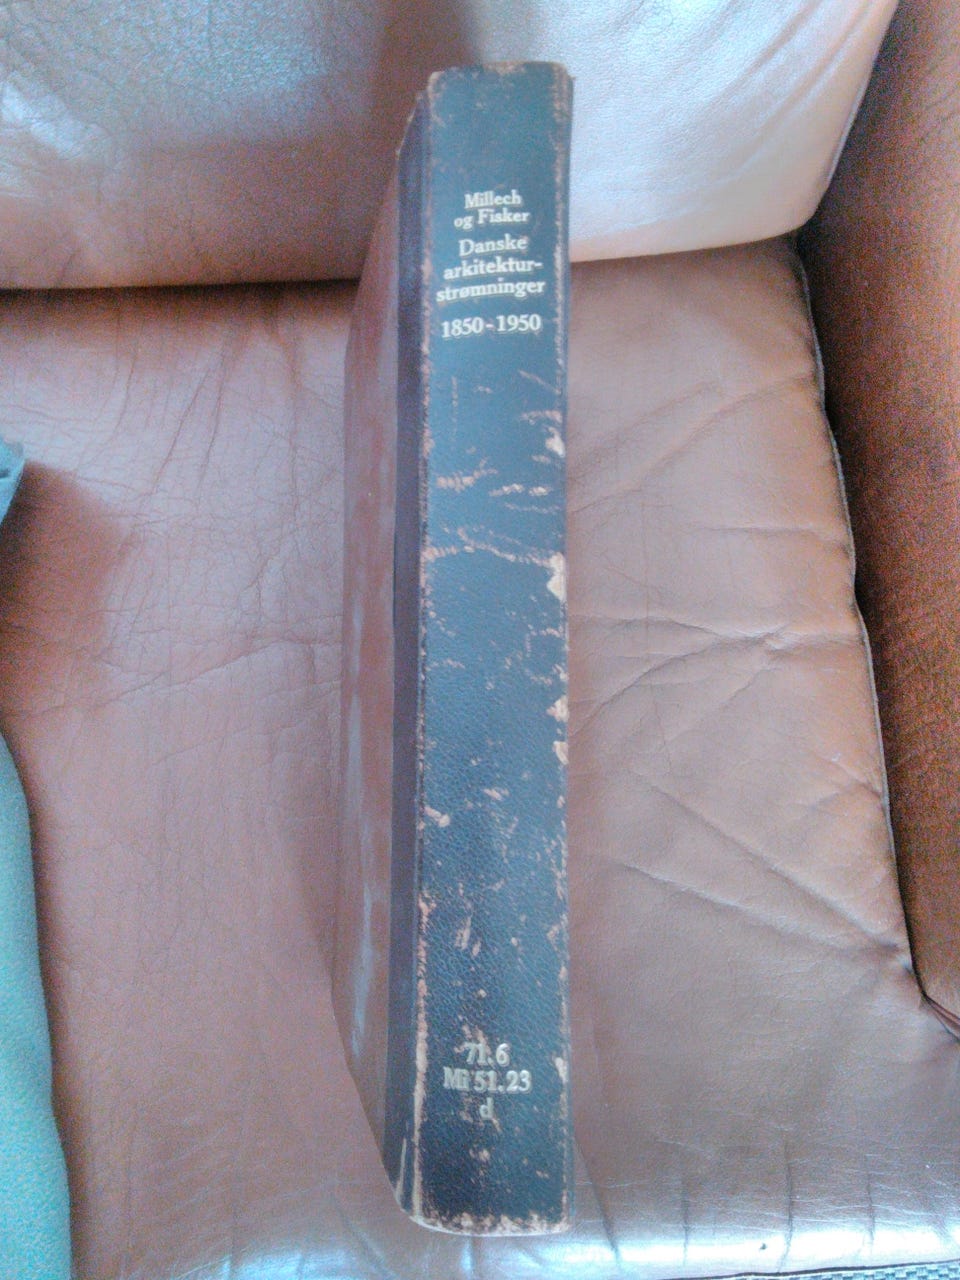 Millech
og Fisker
Danske
arkitektur-
strømninger
1850-1950
71.6
Mi 51.23
d